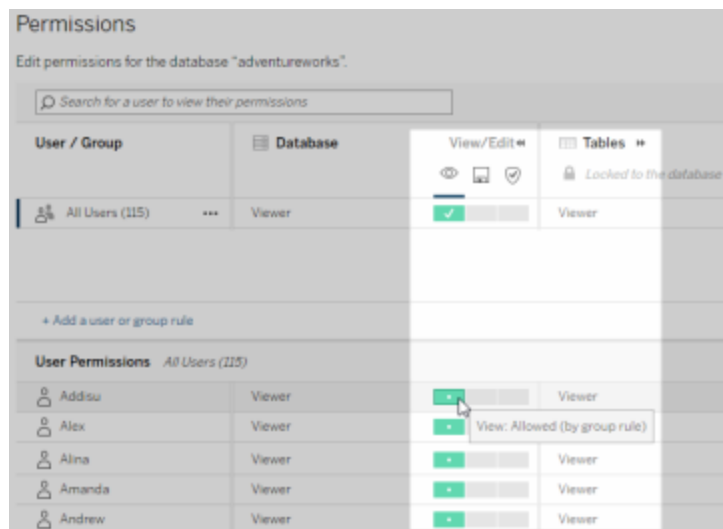 Permissions
Edit permissions for the database "adventureworks".
Search for a user to view their permissions
User / Group Database View/Edit Tables
Locked to the database
All Users (115) ••• Viewer Viewer
+ Add a user or group rule
User Permissions All Users (115)
Addisu Viewer Viewer
Alex Viewer View: Allowed (by group rule)
Alina Viewer Viewer
Amanda Viewer Viewer
Andrew Viewer Viewer